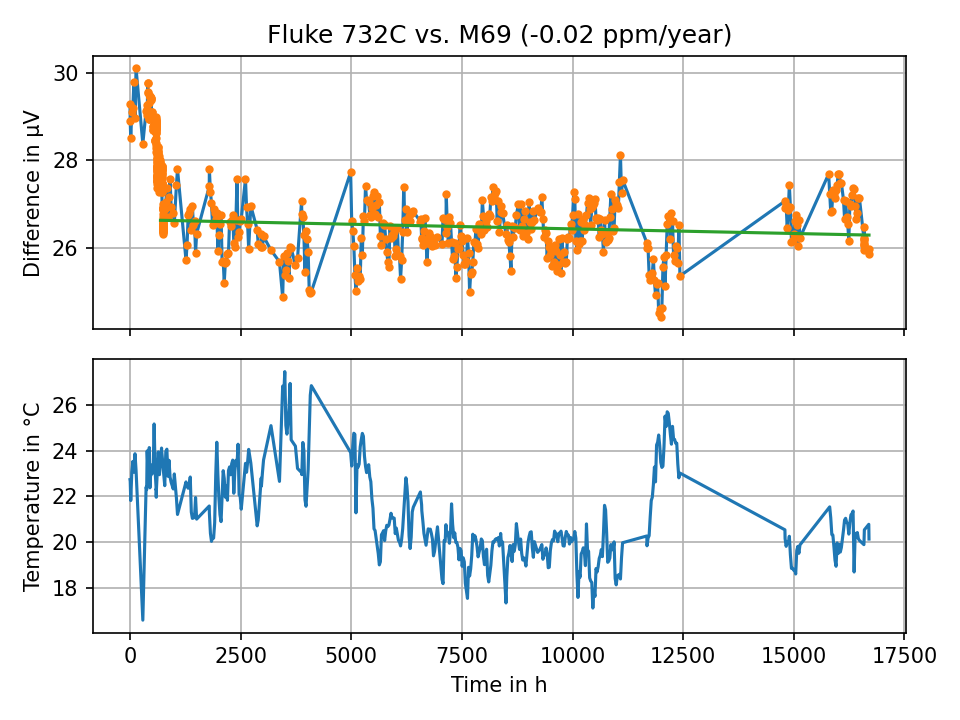 Fluke 732C vs. M69 (-0.02 ppm/year)
30
28
26
Difference in µV
26
24
22
20
18
Temperature in °C
0 2500 5000 7500 10000 12500 15000 17500
Time in h